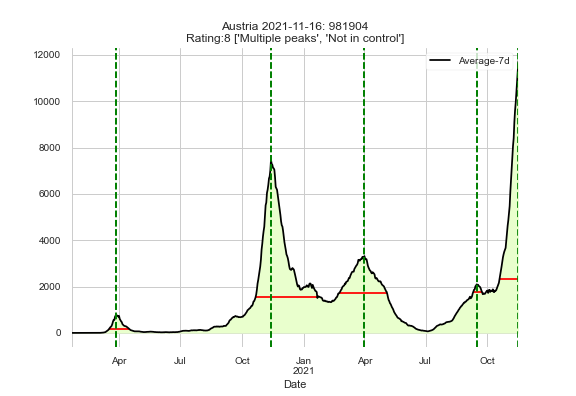 Austria 2021-11-16: 981904
Rating:8 ['Multiple peaks', 'Not in control']
Average-7d
12000
10000
8000
6000
4000
2000
0
Apr Jul Oct Jan Apr Jul Oct
2021
Date